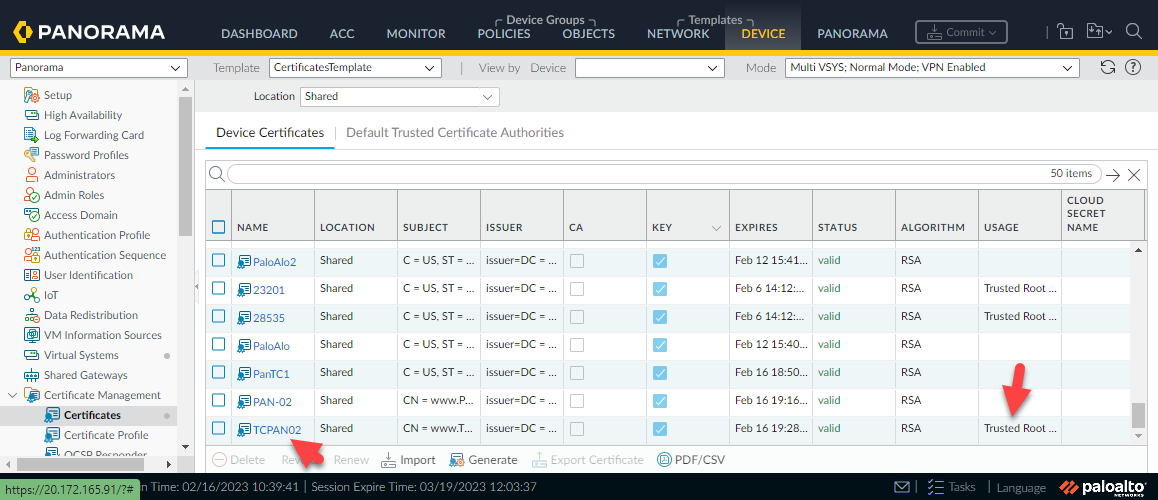 PANORAMA
Device Groups
Templates
DASHBOARD ACC MONITOR POLICIES OBJECTS NETWORK DEVICE PANORAMA Commit
Panorama
Template CertificatesTemplate View by Device Mode Multi VSYS; Normal Mode; VPN Enabled
Location Shared
Setup
High Availability
Log Forwarding Card
Password Profiles
Administrators
Admin Roles
Access Domain
Authentication Profile
Authentication Sequence
User Identification
IoT
Data Redistribution
VM Information Sources
Virtual Systems
Shared Gateways
Certificate Management
Certificates
Certificate Profile
OCSP Responder
Device Certificates Default Trusted Certificate Authorities
50 items
NAME LOCATION SUBJECT ISSUER CA KEY EXPIRES STATUS ALGORITHM USAGE CLOUD SECRET NAME
PaloAlo2 Shared C = US, ST = ... issuer=DC = ... Feb 12 15:41... valid RSA
23201 Shared C = US, ST = ... issuer=DC = ... Feb 6 14:12:... valid RSA Trusted Root ...
28535 Shared C = US, ST = ... issuer=DC = ... Feb 6 14:12:... valid RSA Trusted Root ...
PaloAlo Shared C = US, ST = ... issuer=DC = ... Feb 12 15:40... valid RSA
PanTC1 Shared C = US, ST = ... issuer=DC = ... Feb 16 18:50... valid RSA
PAN-02 Shared CN = www.P... issuer=DC = ... Feb 16 19:16... valid RSA
TCPAN02 Shared CN = www.T... issuer=DC = ... Feb 16 19:28... valid RSA Trusted Root ...
Delete Renew Import Generate Export Certificate PDF/CSV
https://20.172.165.91/?# n Time: 02/16/2023 10:39:41 | Session Expire Time: 03/19/2023 12:03:37 Tasks | Language paloalto NETWORKS